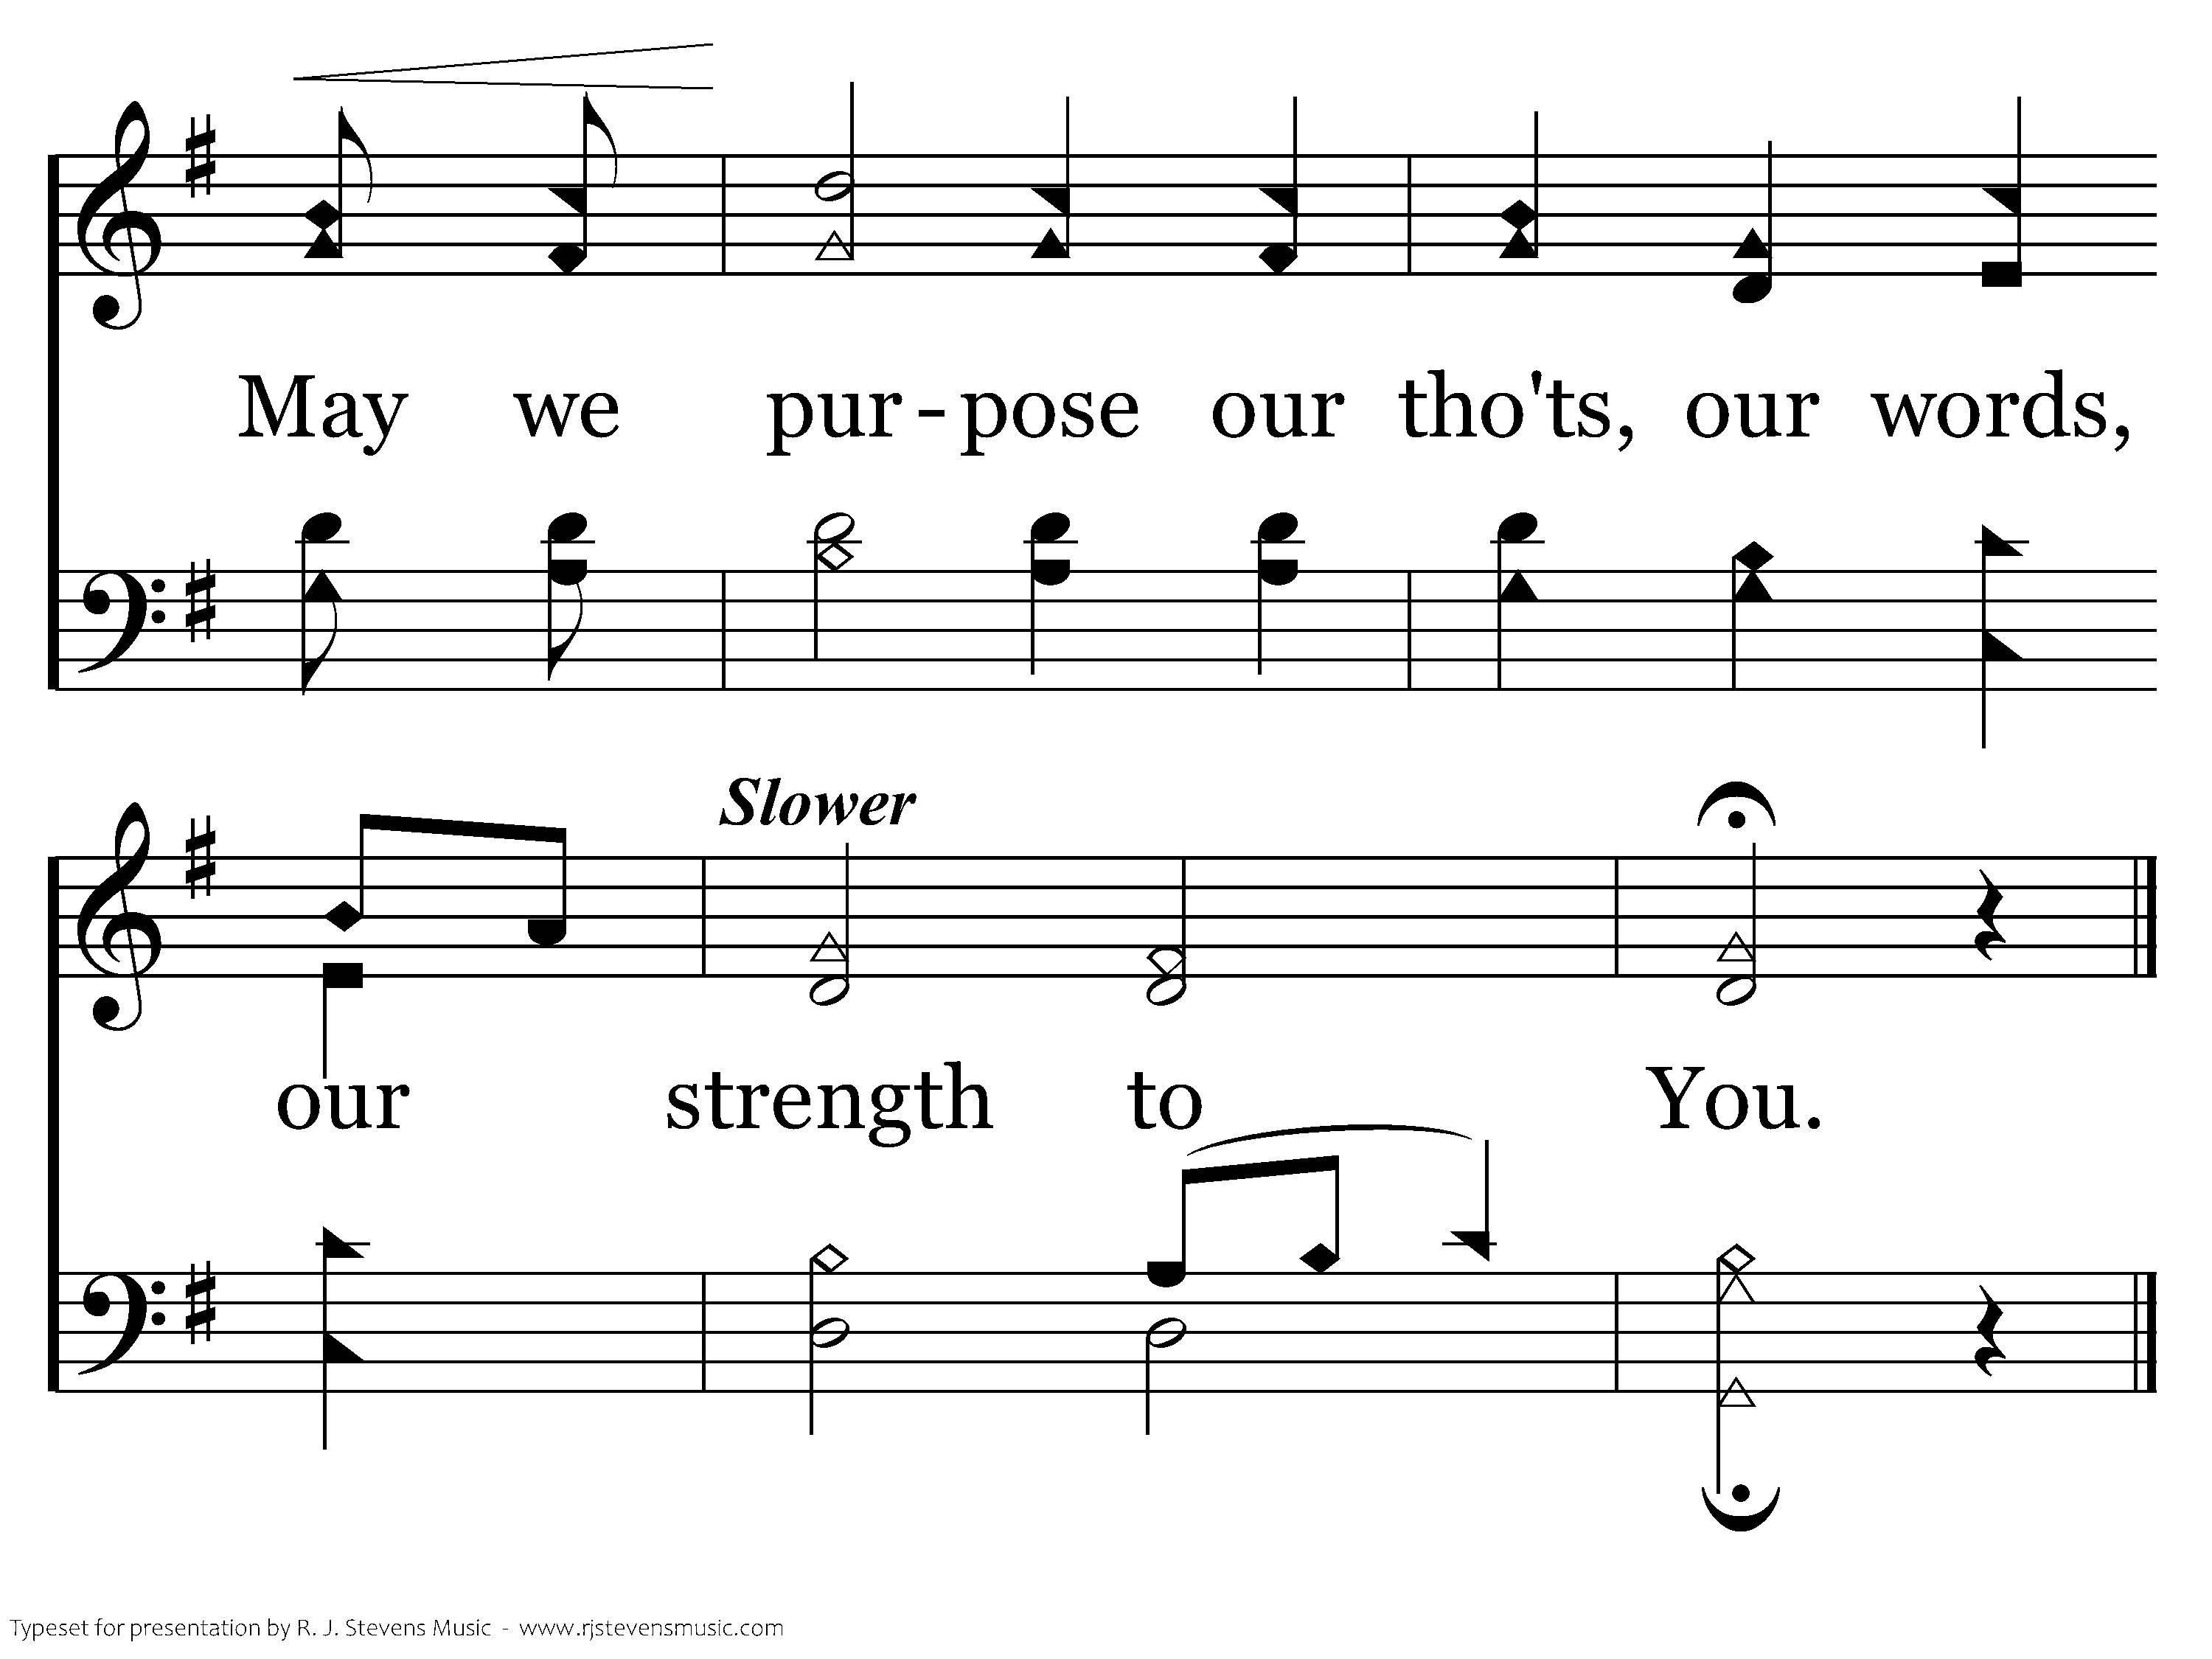 May we pur-pose our tho'ts, our words,
Slower
our strength to You.
Typeset for presentation by R. J. Stevens Music - www.rjstevensmusic.com